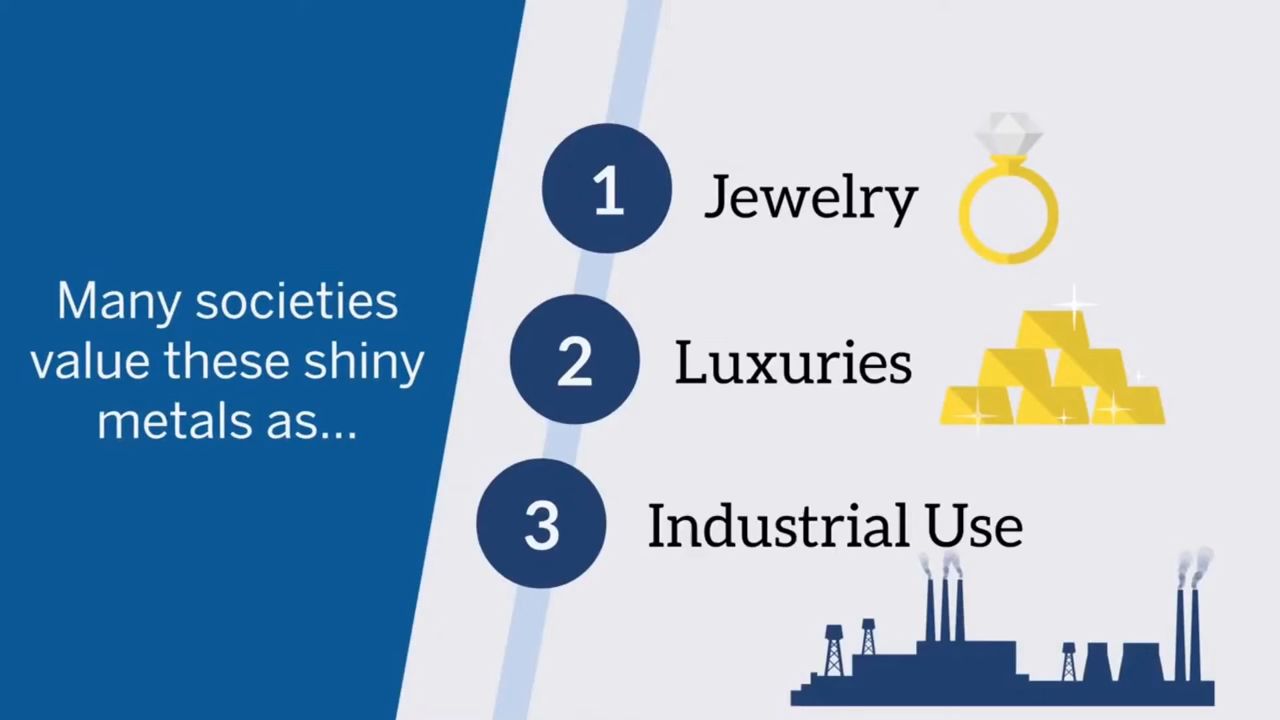 Many societies
value these shiny
metals as...
1 Jewelry
2 Luxuries
3 Industrial Use